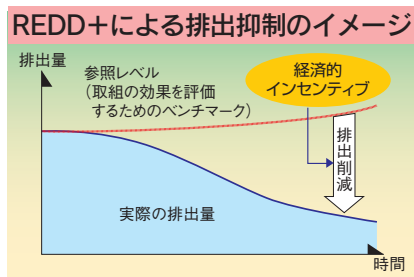 REDD+による排出抑制のイメージ
排出量
参照レベル
（取組の効果を評価
するためのベンチマーク）
経済的
インセンティブ
排出削減
実際の排出量
時間